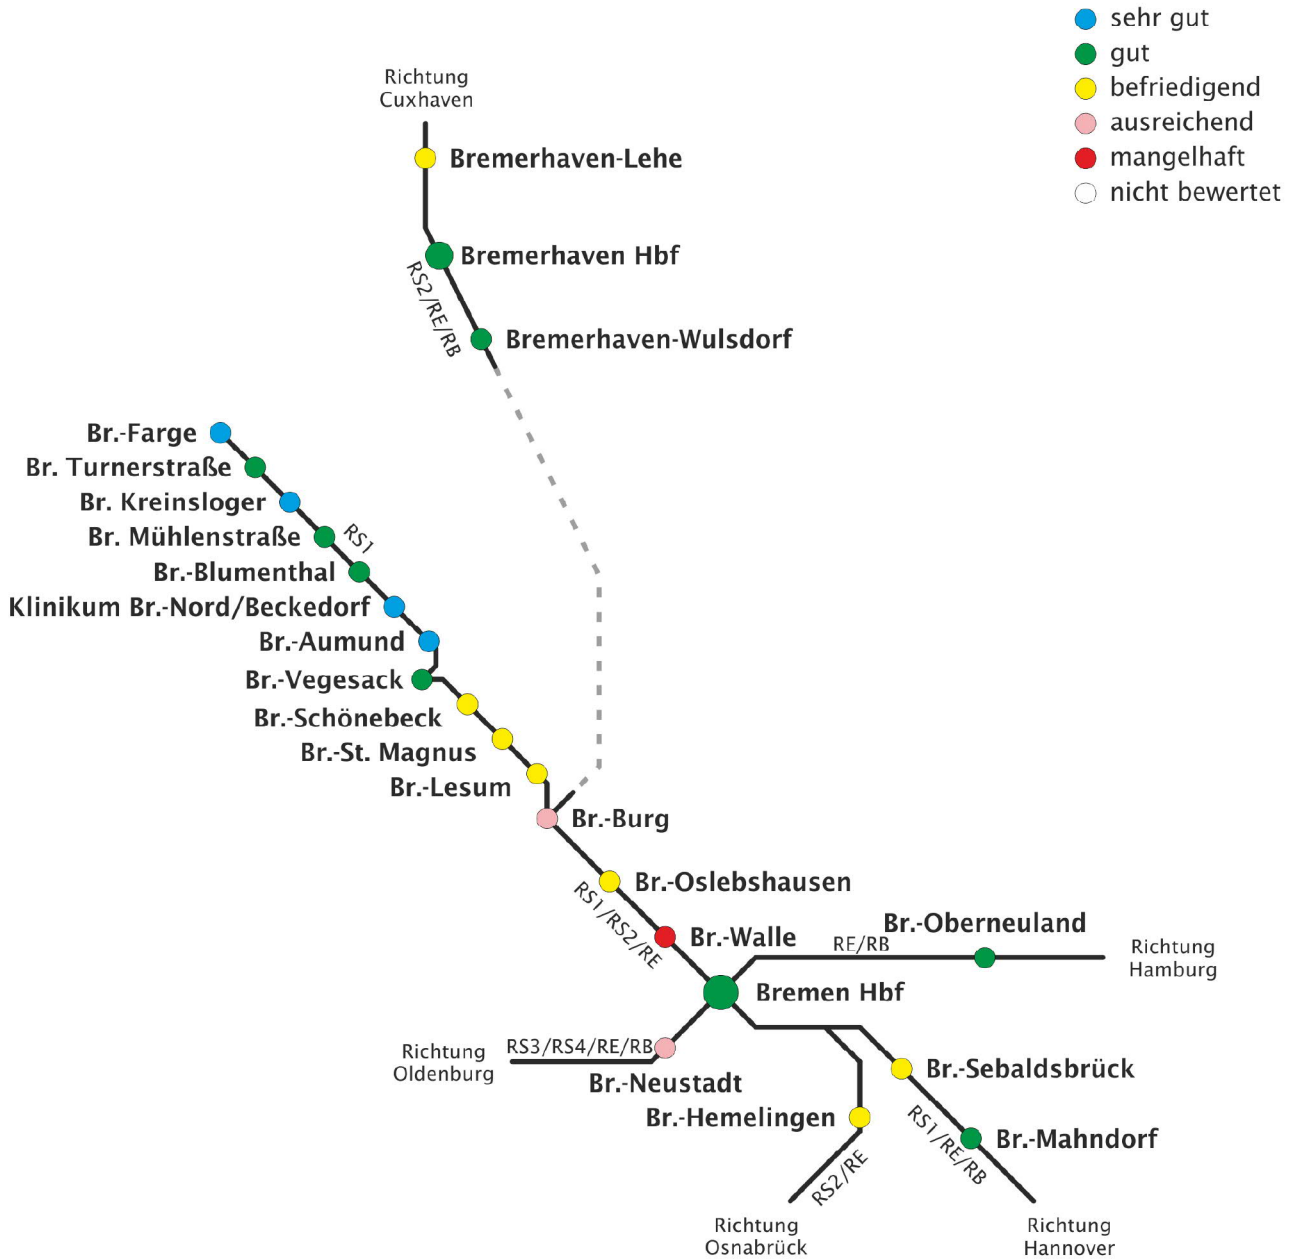 sehr gut
gut
befriedigend
ausreichend
mangelhaft
nicht bewertet
Richtung
Cuxhaven
Bremerhaven-Lehe
Bremerhaven Hbf
RS2/RE/RB
Bremerhaven-Wulsdorf
Br.-Farge
Br. Turnerstraße
Br. Kreinsloger
Br. Mühlenstraße
RS1
Br.-Blumenthal
Klinikum Br.-Nord/Beckedorf
Br.-Aumund
Br.-Vegesack
Br.-Schönebeck
Br.-St. Magnus
Br.-Lesum
Br.-Burg
Br.-Oslebshausen
RS1/RS2/RE
Br.-Walle
Br.-Oberneuland
RE/RB
Richtung
Hamburg
Bremen Hbf
RS3/RS4/RE/RB
Richtung
Oldenburg
Br.-Neustadt
Br.-Sebaldsbrück
Br.-Hemelingen
RS1/RE/RB
Br.-Mahndorf
RS2/RE
Richtung
Osnabrück
Richtung
Hannover